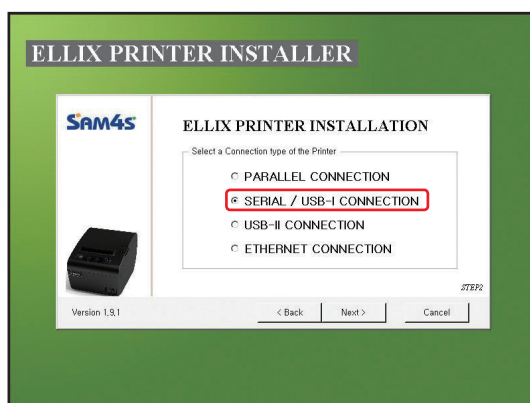 ELLIX PRINTER INSTALLER
SAM4S
ELLIX PRINTER INSTALLATION
Select a Connection type of the Printer
PARALLEL CONNECTION
SERIAL / USB-I CONNECTION
USB-II CONNECTION
ETHERNET CONNECTION
STEP2
Version 1,9,1
< Back Next > Cancel